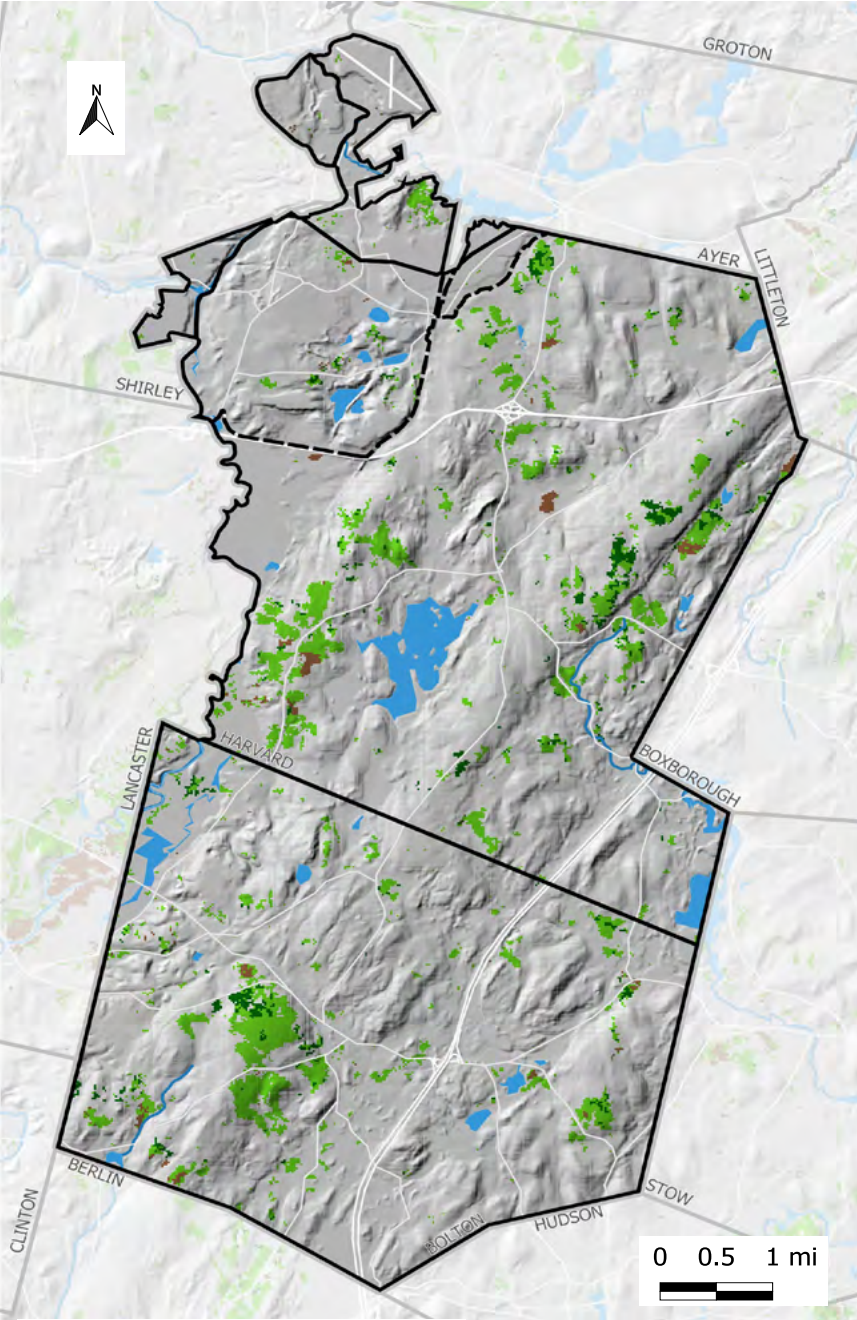 GROTON
N
AYER
LITTLETON
SHIRLEY
LANCASTER
HARVARD
BOXBOROUGH
BERLIN
CLINTON
BOLTON
HUDSON
STOW
0 0.5 1 mi